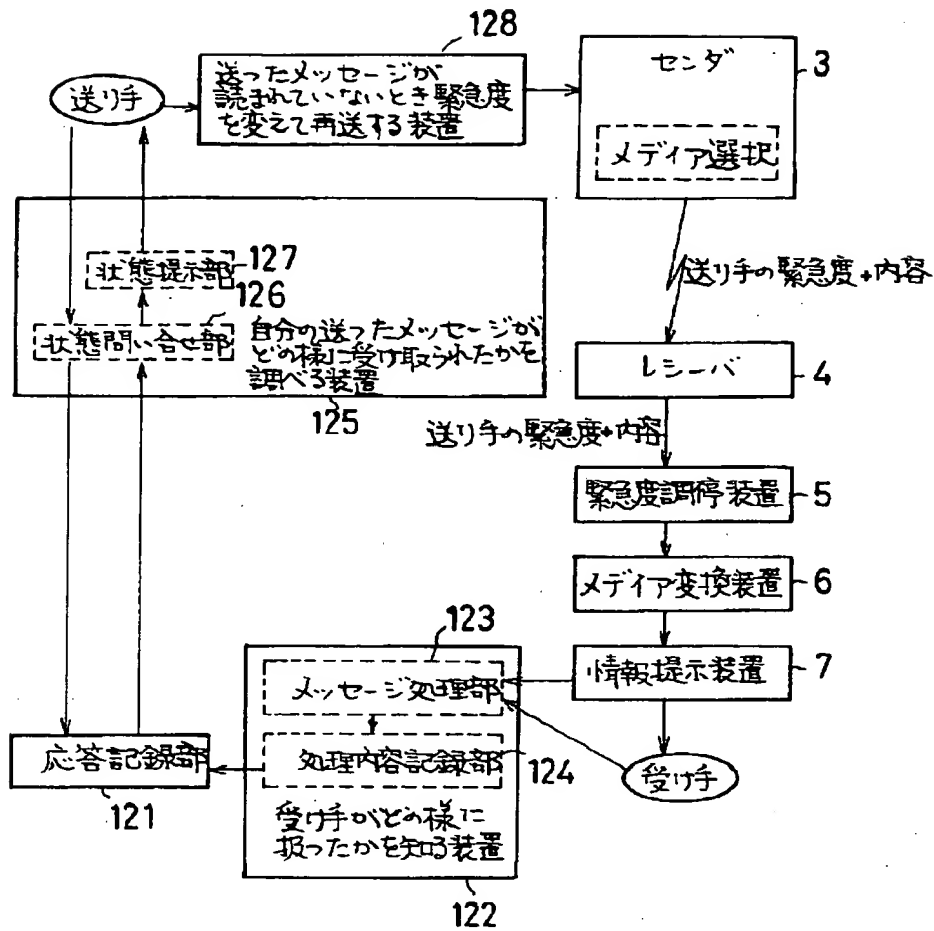 128
送ったメッセージが
読まれていないとき緊急度
を変えて再送する装置
送り手
センダ
3
メディア選択
送り手の緊急度+内容
状態提示部
127
126
状態問い合せ部
自分の送ったメッセージが
どの様に受け取られたかを
調べる装置
125
レシーバ
4
送り手の緊急度+内容
緊急度調停装置
5
メディア変換装置
6
情報提示装置
7
受け手
123
メッセージ処理部
処理内容記録部
124
受け手がどの様に
扱ったかを知る装置
122
応答記録部
121